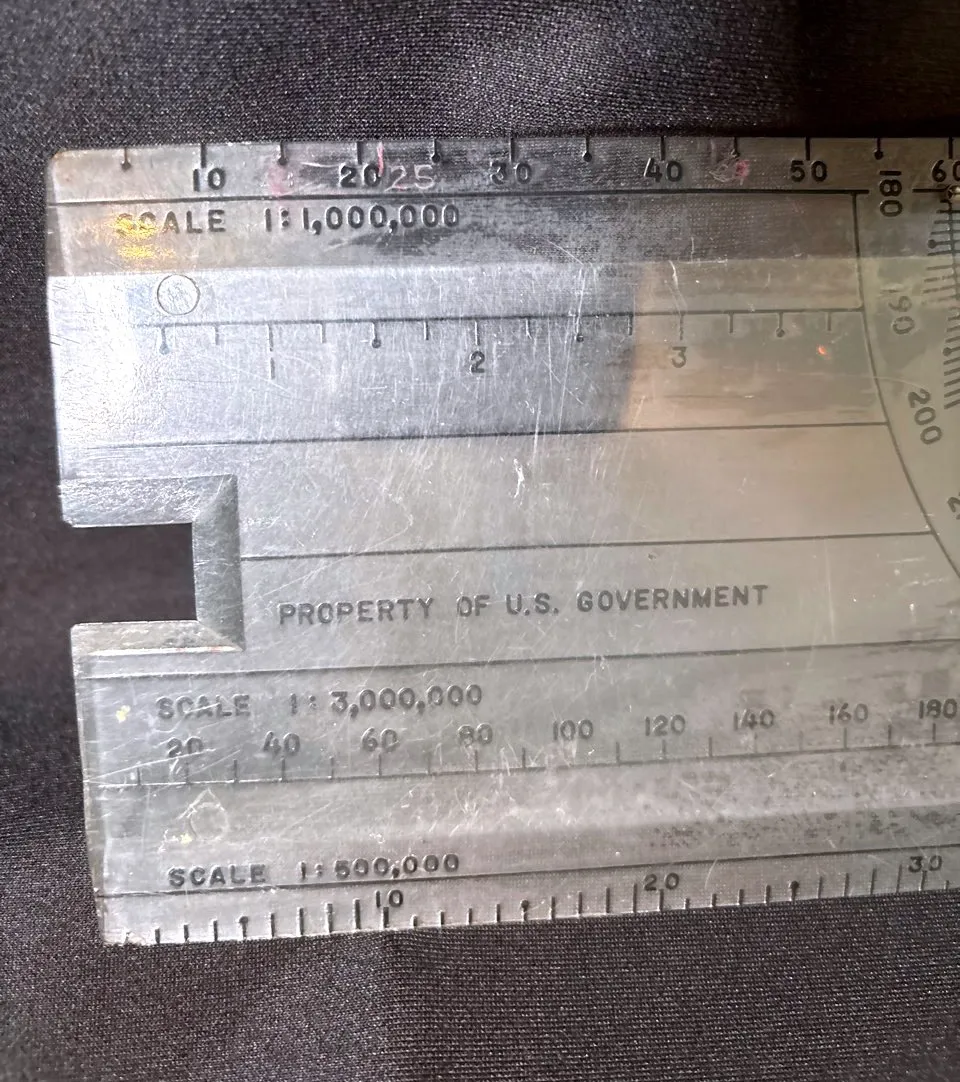 10 20 25 30 40 50 60
180
SCALE 1:1,000,000
190
1 2 3
200
PROPERTY OF U.S. GOVERNMENT
SCALE 1:3,000,000
20 40 60 80 100 120 140 160 180
SCALE 1:500,000
10 20 30